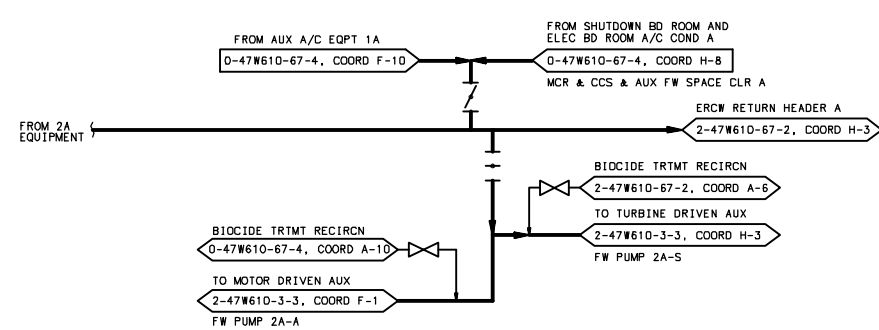 FROM AUX A/C EQPT 1A
0-47W610-67-4, COORD F-10
FROM SHUTDOWN BD ROOM AND
ELEC BD ROOM A/C COND A
0-47W610-67-4, COORD H-8
MCR & CCS & AUX FW SPACE CLR A
FROM 2A
EQUIPMENT
ERCW RETURN HEADER A
2-47W610-67-2, COORD H-3
BIOCIDE TRTMT RECIRCN
2-47W610-67-2, COORD A-6
TO TURBINE DRIVEN AUX
2-47W610-3-3, COORD H-3
FW PUMP 2A-S
BIOCIDE TRTMT RECIRCN
0-47W610-67-4, COORD A-10
TO MOTOR DRIVEN AUX
2-47W610-3-3, COORD F-1
FW PUMP 2A-A